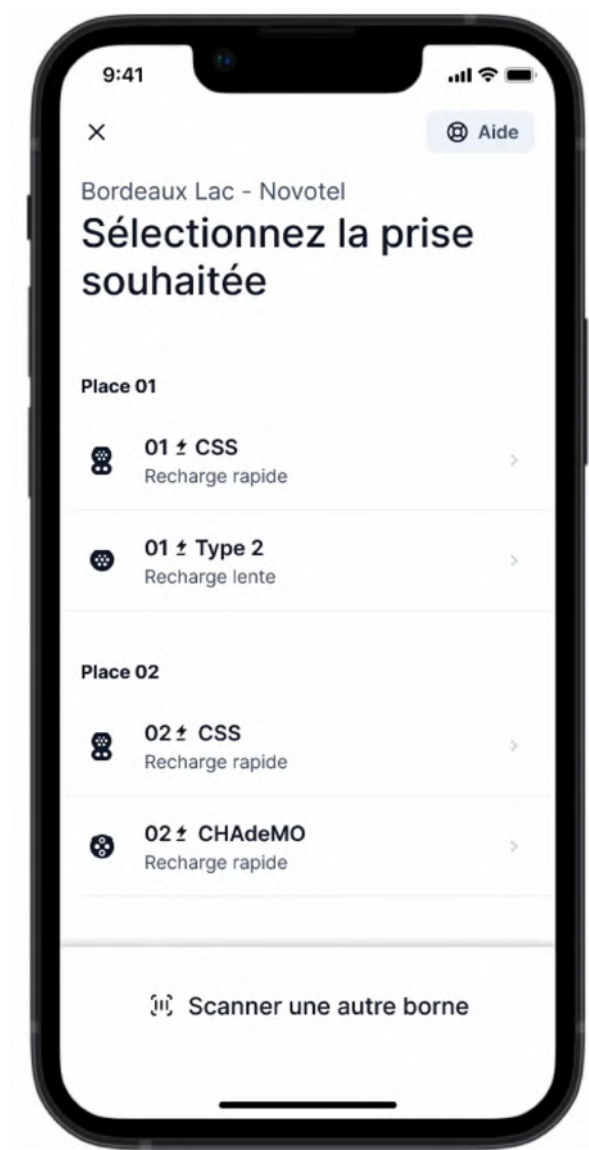 9:41
Aide
Bordeaux Lac - Novotel
Sélectionnez la prise
souhaitée
Place 01
01 CSS
Recharge rapide
01 Type 2
Recharge lente
Place 02
02 CSS
Recharge rapide
02 CHAdeMO
Recharge rapide
Scanner une autre borne